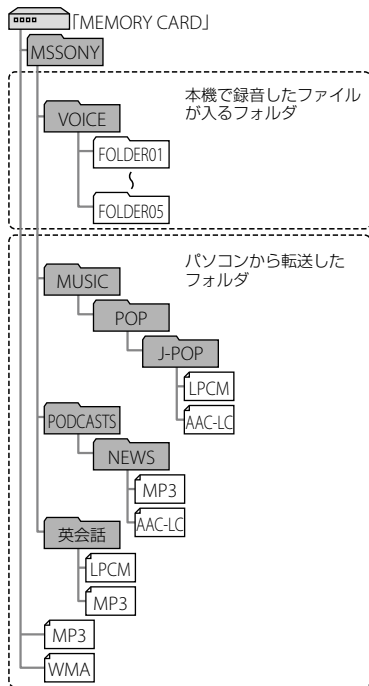 「MEMORY CARD」
MSSONY
本機で録音したファイル
が入るフォルダ
VOICE
FOLDER01
〜
FOLDER05
パソコンから転送した
フォルダ
MUSIC
POP
J-POP
LPCM
AAC-LC
PODCASTS
NEWS
MP3
AAC-LC
英会話
LPCM
MP3
MP3
WMA